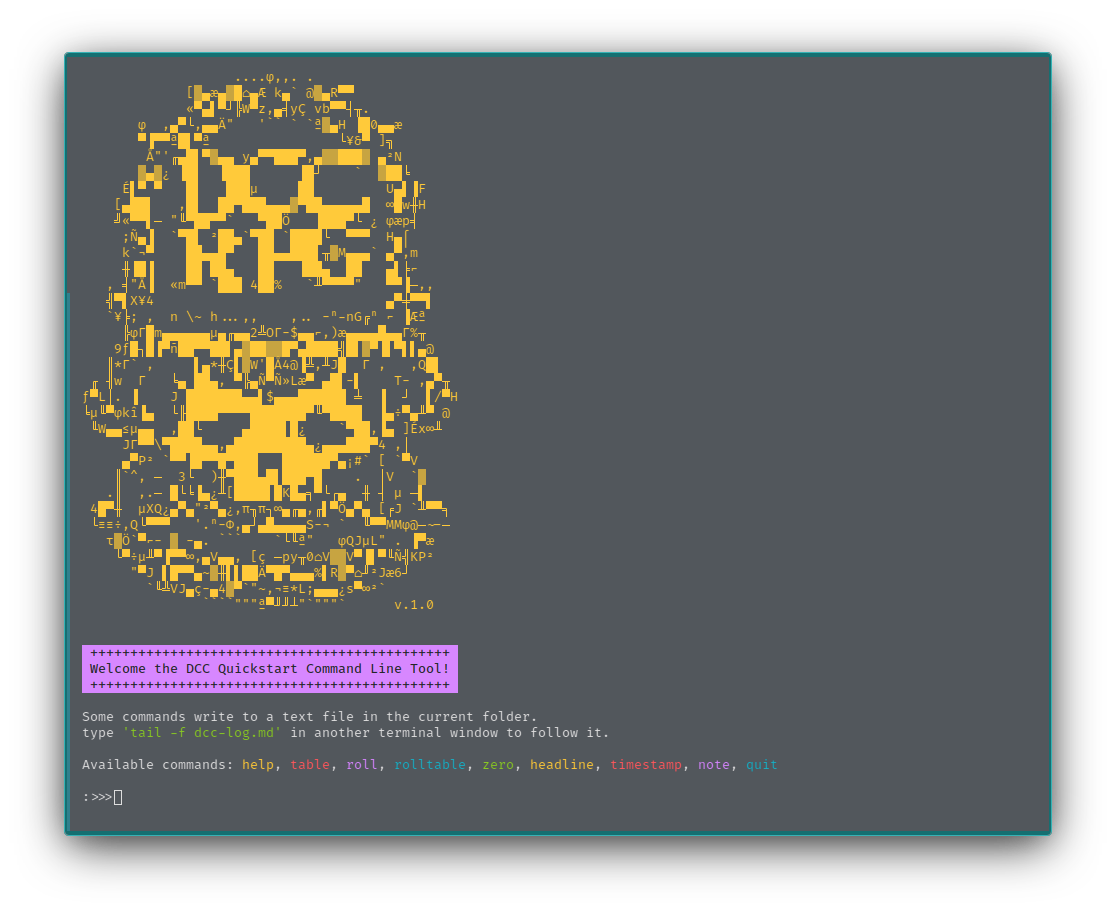 v.1.0
+++++++++++++++++++++++++++++++++++++++++++++
Welcome the DCC Quickstart Command Line Tool!
+++++++++++++++++++++++++++++++++++++++++++++
Some commands write to a text file in the current folder.
type 'tail -f dcc-log.md' in another terminal window to follow it.
Available commands: help, table, roll, rolltable, zero, headline, timestamp, note, quit
:>>>